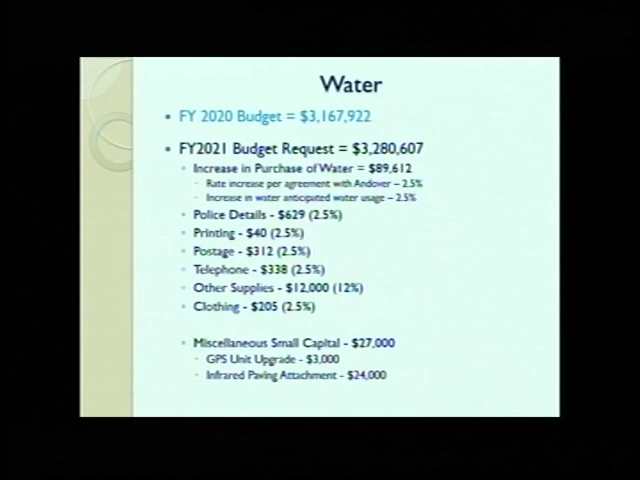 Water
• FY 2020 Budget = $3,167,922
• FY2021 Budget Request = $3,280,607
• Increase in Purchase of Water = $89,612
• Rate increase per agreement with Andover – 2.5%
• Increase in water anticipated water usage – 2.5%
• Police Details - $629 (2.5%)
• Printing - $40 (2.5%)
• Postage - $312 (2.5%)
• Telephone - $338 (2.5%)
• Other Supplies - $12,000 (12%)
• Clothing - $205 (2.5%)
• Miscellaneous Small Capital - $27,000
• GPS Unit Upgrade - $3,000
• Infrared Paving Attachment - $24,000